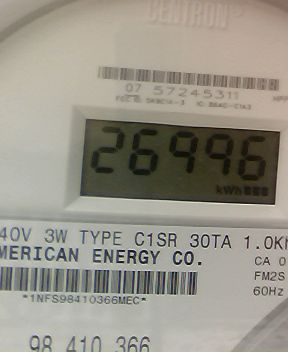 CENTRON®
07 57245311
26996
kWh
40V 3W TYPE C1SR 30TA 1.0Kh
MERICAN ENERGY CO.
CA 0
FM2S
60Hz
*1NFS98410366MEC*
98 410 366